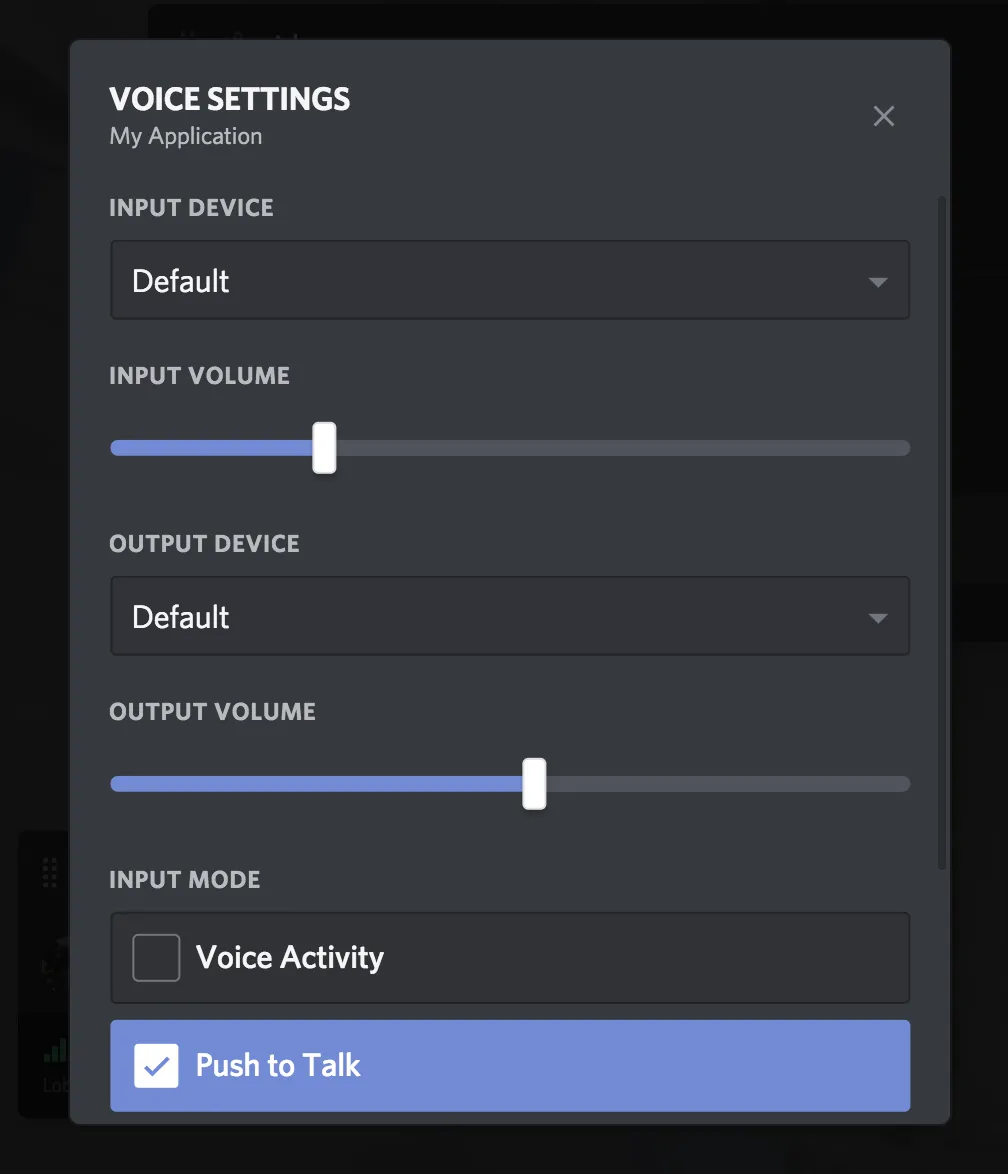 VOICE SETTINGS
My Application
INPUT DEVICE
Default
INPUT VOLUME
OUTPUT DEVICE
Default
OUTPUT VOLUME
INPUT MODE
Voice Activity
Push to Talk